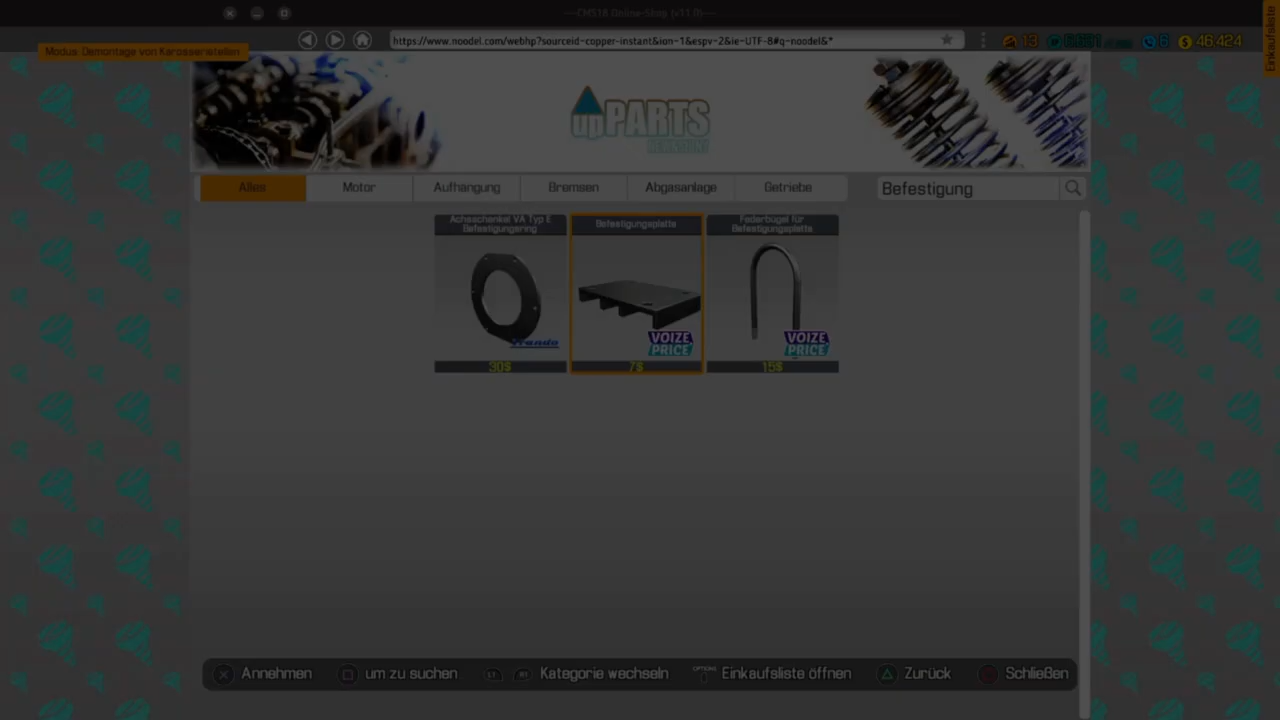 CMS18 Online-Shop (v11.0)
Modus: Demontage von Karosserieteilen
https://www.noodel.com/webhp?sourceid-copper-instant&ion-1&espv-2&ie-UTF-8#q-noodel&*
13
6
46,424
Einkaufsliste
upPARTS
Alles
Motor
Aufhängung
Bremsen
Abgasanlage
Getriebe
Befestigung
Achsschenkel VA Typ E
Befestigungsring
Befestigungsplatte
Federbügel für
Befestigungsplatte
VOIZE
PRICE
VOIZE
PRICE
30$
7$
15$
Annehmen
um zu suchen
Kategorie wechseln
OPTIONS
Einkaufsliste öffnen
Zurück
Schließen